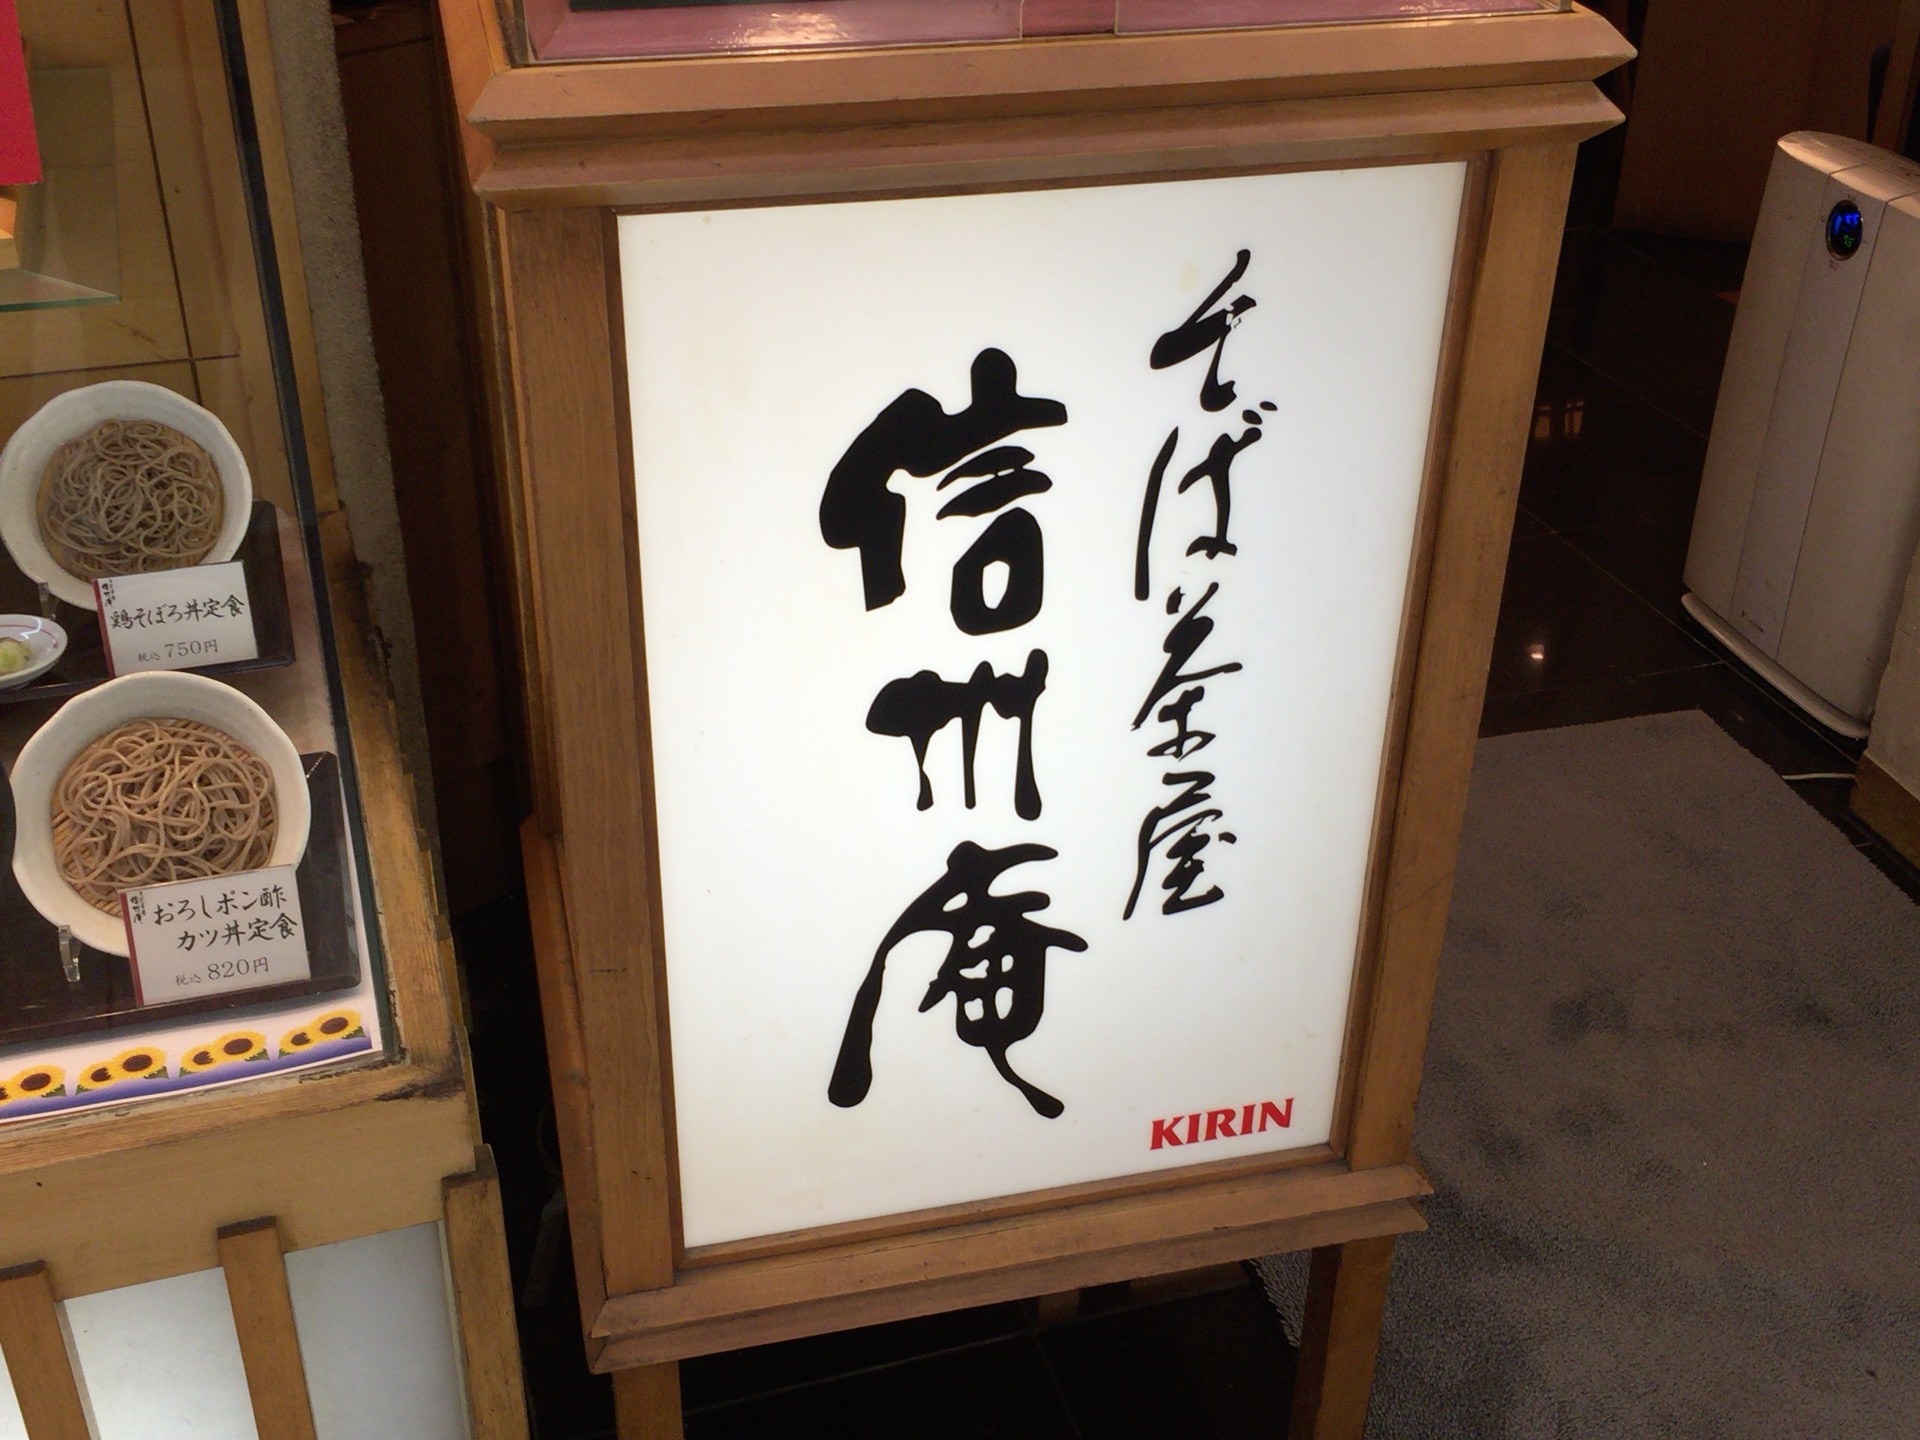 そば茶屋
信州庵
KIRIN
鶏そぼろ丼定食
税込 750円
おろしポン酢
カツ丼定食
税込 820円